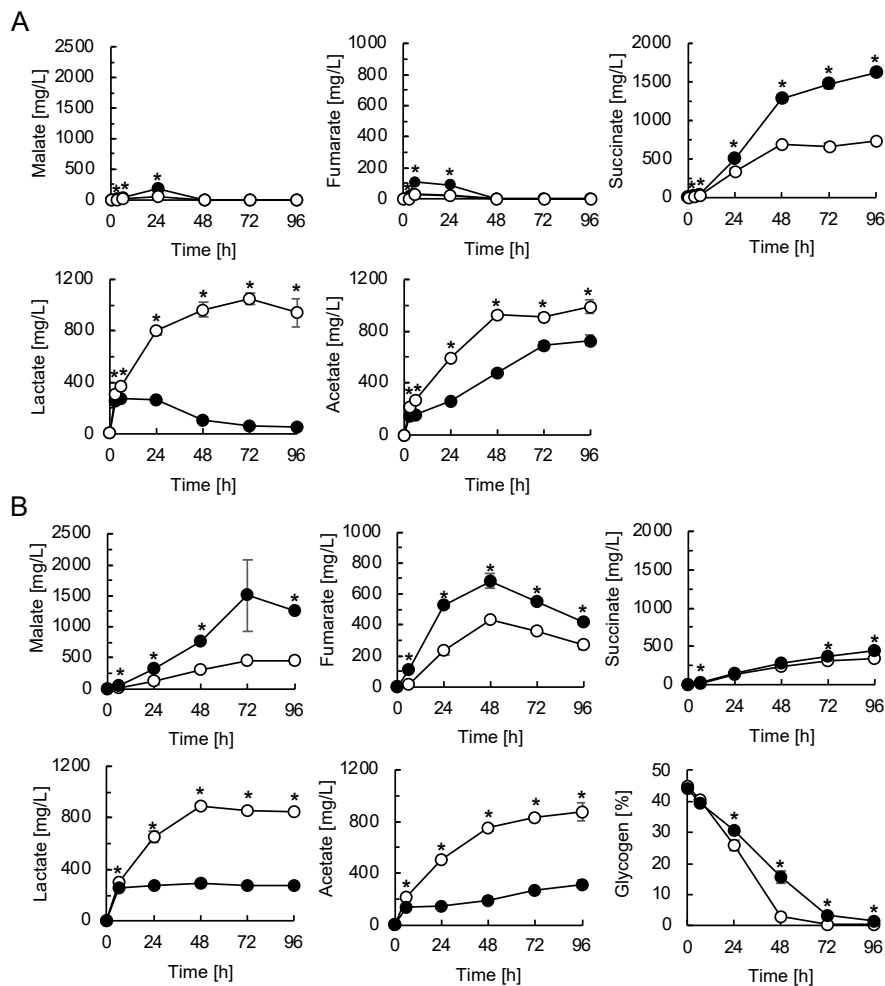 A
Malate [mg/L]
2500
2000
1500
1000
500
0
0 24 48 72 96
Time [h]
Fumarate [mg/L]
1000
800
600
400
200
0
0 24 48 72 96
Time [h]
Succinate [mg/L]
2000
1500
1000
500
0
0 24 48 72 96
Time [h]
Lactate [mg/L]
1200
800
400
0
0 24 48 72 96
Time [h]
Acetate [mg/L]
1200
800
400
0
0 24 48 72 96
Time [h]
B
Malate [mg/L]
2500
2000
1500
1000
500
0
0 24 48 72 96
Time [h]
Fumarate [mg/L]
1000
800
600
400
200
0
0 24 48 72 96
Time [h]
Succinate [mg/L]
2000
1500
1000
500
0
0 24 48 72 96
Time [h]
Lactate [mg/L]
1200
800
400
0
0 24 48 72 96
Time [h]
Acetate [mg/L]
1200
800
400
0
0 24 48 72 96
Time [h]
Glycogen [%]
50
40
30
20
10
0
0 24 48 72 96
Time [h]